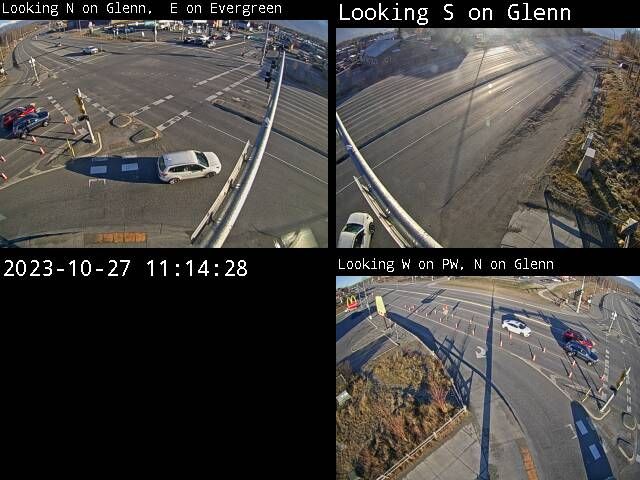 Looking N on Glenn,  E on Evergreen
Looking S on Glenn
2023-10-27 11:14:28
Looking W on PW, N on Glenn